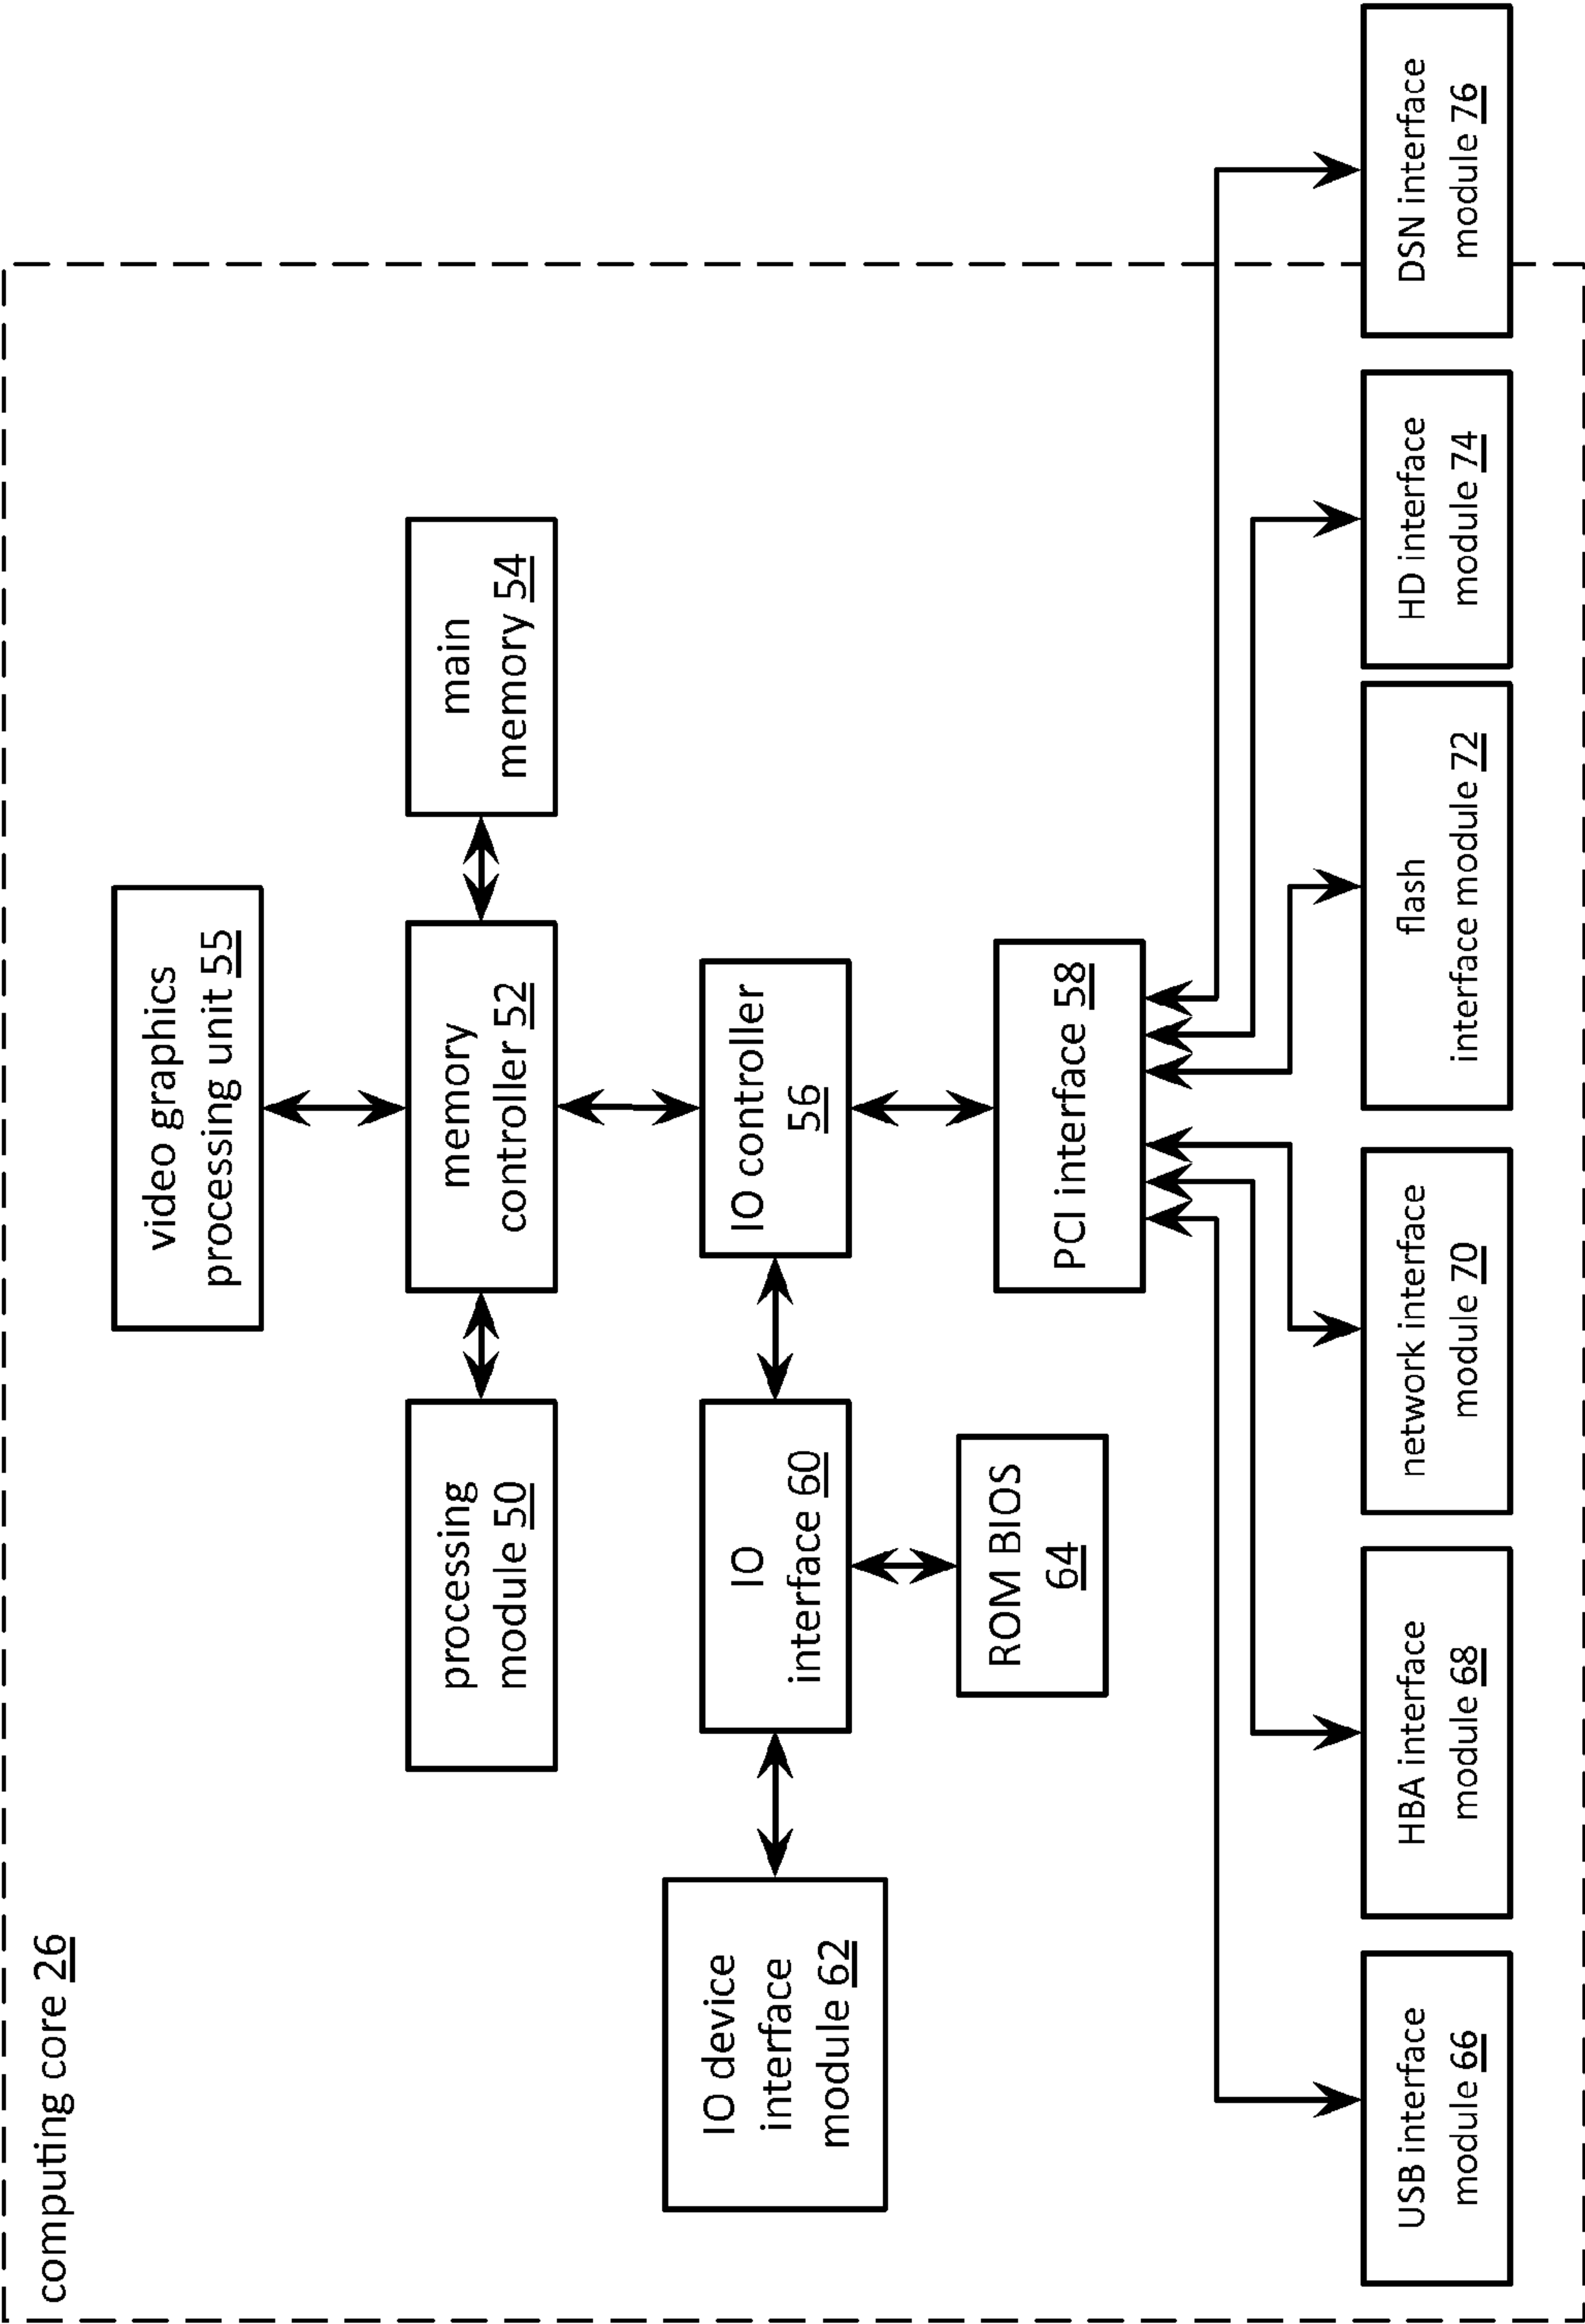 computing core 26
video graphics
processing unit 55
processing
module 50
memory
controller 52
main
memory 54
IO device
interface
module 62
IO
interface 60
IO controller
56
ROM BIOS
64
PCI interface 58
USB interface
module 66
HBA interface
module 68
network interface
module 70
flash
interface module 72
HD interface
module 74
DSN interface
module 76